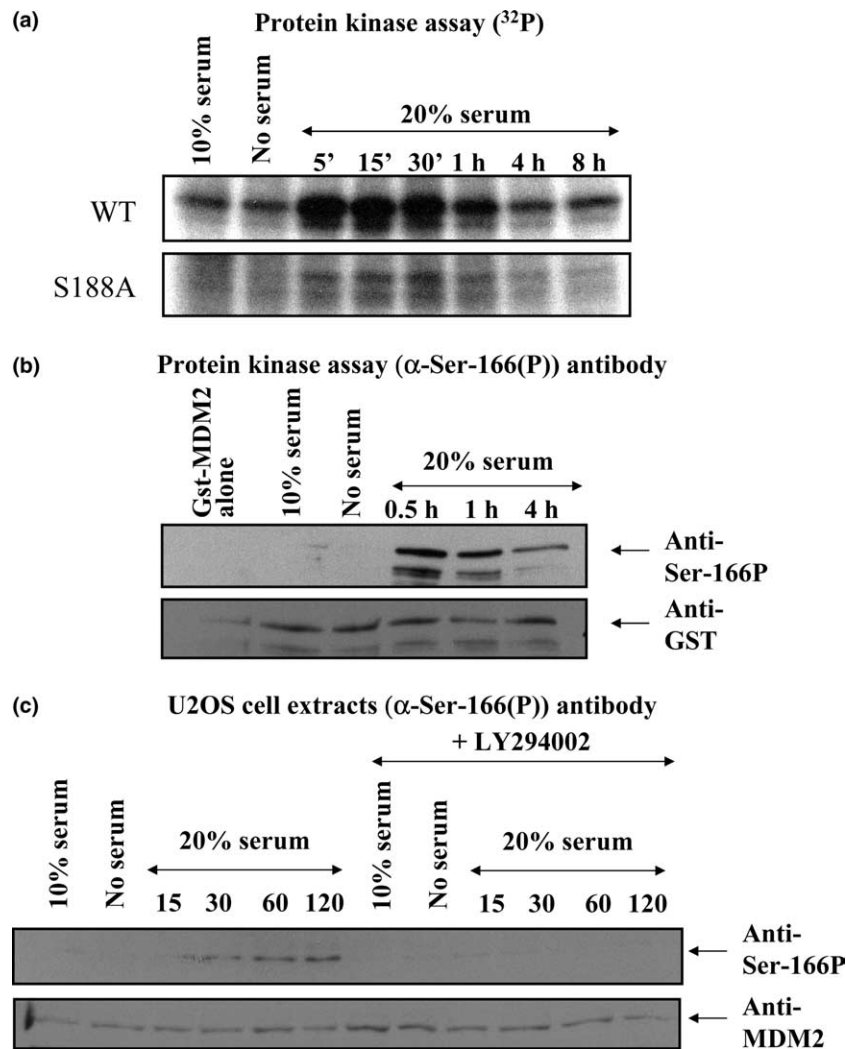 (a)
Protein kinase assay (³²P)
10% serum
No serum
20% serum
5’ 15’ 30’ 1 h 4 h 8 h
WT
S188A
(b)
Protein kinase assay (α-Ser-166(P)) antibody
Gst-MDM2
alone
10% serum
No serum
20% serum
0.5 h 1 h 4 h
Anti-
Ser-166P
Anti-
GST
(c)
U2OS cell extracts (α-Ser-166(P)) antibody
+ LY294002
10% serum
No serum
20% serum
15 30 60 120
10% serum
No serum
20% serum
15 30 60 120
Anti-
Ser-166P
Anti-
MDM2